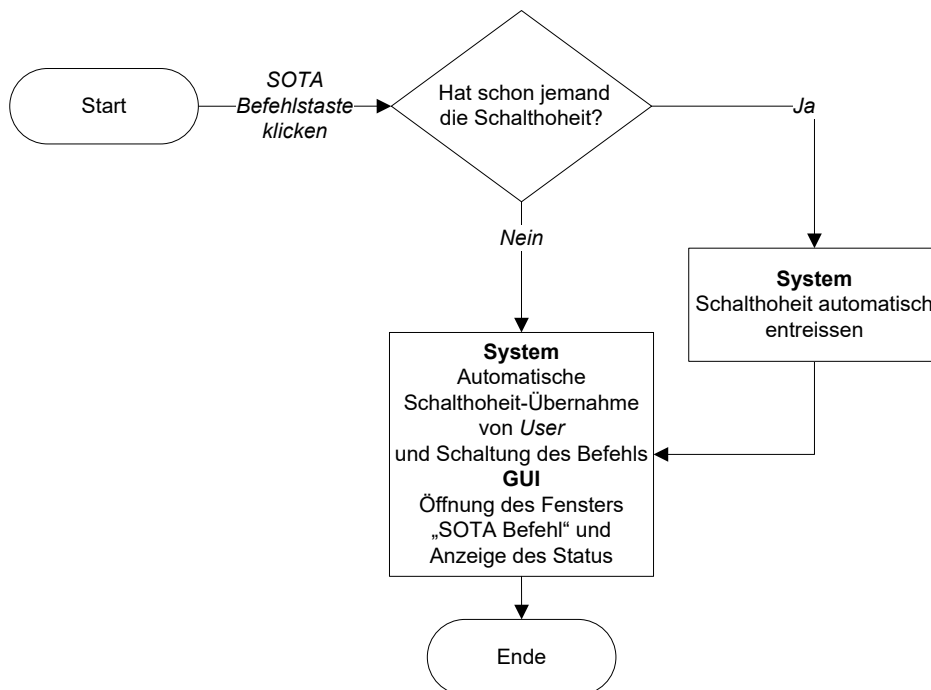 Start
SOTA
Befehlstaste
klicken
Hat schon jemand
die Schalthoheit?
Ja
Nein
System
Schalthoheit automatisch
entreissen
System
Automatische
Schalthoheit-Übernahme
von User
und Schaltung des Befehls
GUI
Öffnung des Fensters
„SOTA Befehl“ und
Anzeige des Status
Ende